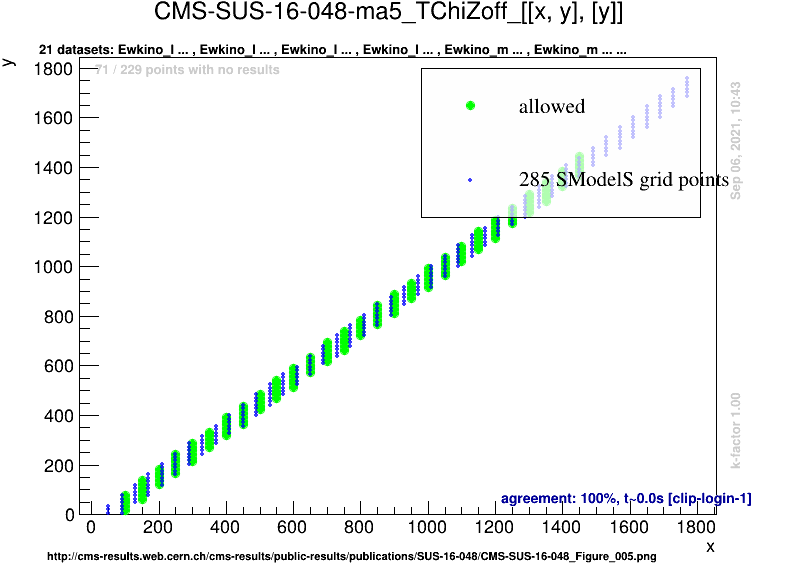 CMS-SUS-16-048-ma5_TChiZoff_[[x, y], [y]]
21 datasets: Ewkino_l ... , Ewkino_l ... , Ewkino_l ... , Ewkino_l ... , Ewkino_m ... , Ewkino_m ... ...
y
71 / 229 points with no results
1800
1600
1400
1200
1000
800
600
400
200
0
allowed
285 SModelS grid points
Sep 06, 2021, 10:43
k-factor 1.00
agreement: 100%, t~0.0s [clip-login-1]
0 200 400 600 800 1000 1200 1400 1600 1800
x
http://cms-results.web.cern.ch/cms-results/public-results/publications/SUS-16-048/CMS-SUS-16-048_Figure_005.png